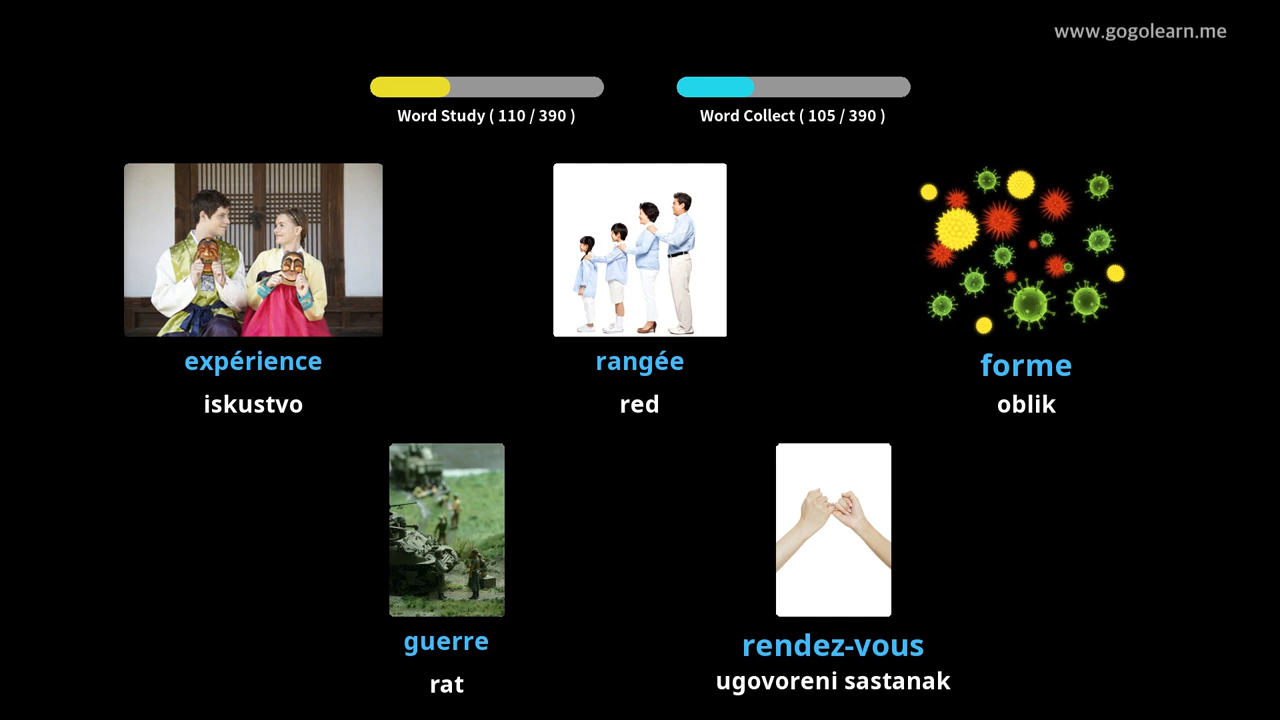 www.gogolearn.me
Word Study ( 110 / 390 )
Word Collect ( 105 / 390 )
expérience
iskustvo
rangée
red
forme
oblik
guerre
rat
rendez-vous
ugovoreni sastanak